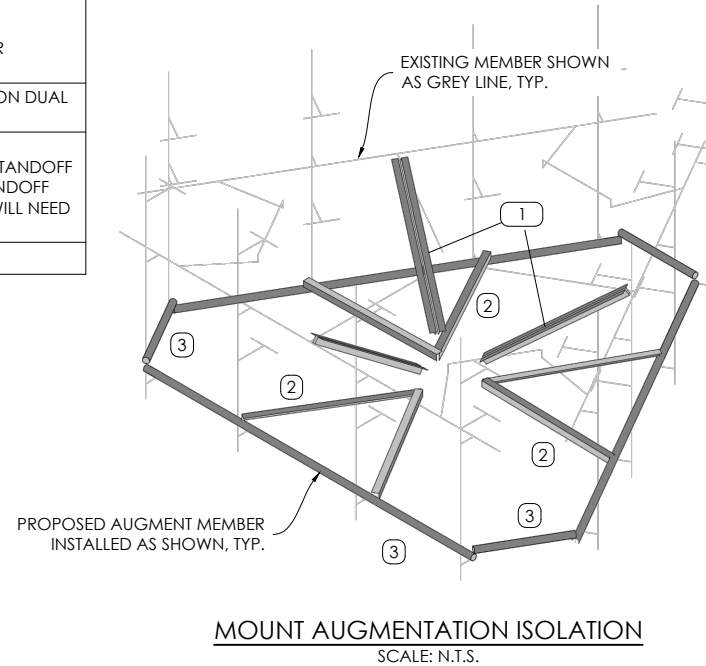 R
ON DUAL
TANDOFF
NDOFF
WILL NEED
EXISTING MEMBER SHOWN
AS GREY LINE, TYP.
1
2
3
2
2
3
3
PROPOSED AUGMENT MEMBER
INSTALLED AS SHOWN, TYP.
MOUNT AUGMENTATION ISOLATION
SCALE: N.T.S.